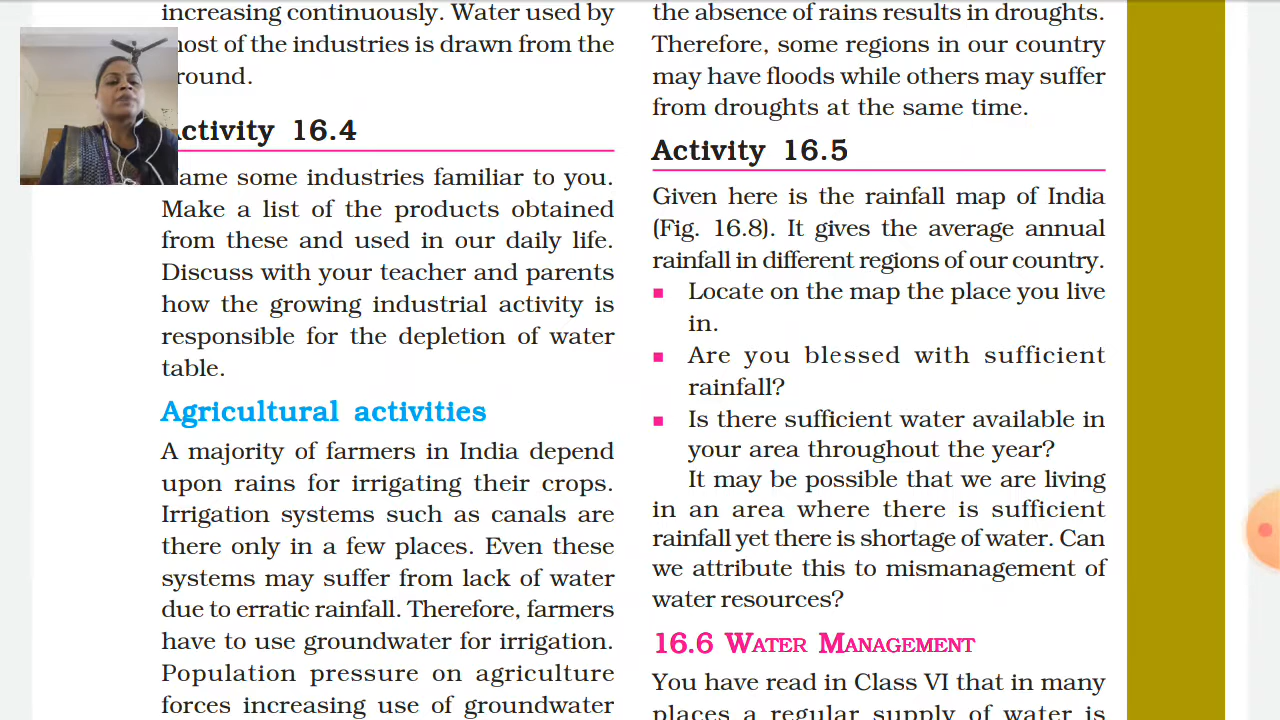 increasing continuously. Water used by
most of the industries is drawn from the
ground.
Activity 16.4
Name some industries familiar to you.
Make a list of the products obtained
from these and used in our daily life.
Discuss with your teacher and parents
how the growing industrial activity is
responsible for the depletion of water
table.
Agricultural activities
A majority of farmers in India depend
upon rains for irrigating their crops.
Irrigation systems such as canals are
there only in a few places. Even these
systems may suffer from lack of water
due to erratic rainfall. Therefore, farmers
have to use groundwater for irrigation.
Population pressure on agriculture
forces increasing use of groundwater
the absence of rains results in droughts.
Therefore, some regions in our country
may have floods while others may suffer
from droughts at the same time.
Activity 16.5
Given here is the rainfall map of India
(Fig. 16.8). It gives the average annual
rainfall in different regions of our country.
■ Locate on the map the place you live
in.
■ Are you blessed with sufficient
rainfall?
■ Is there sufficient water available in
your area throughout the year?
It may be possible that we are living
in an area where there is sufficient
rainfall yet there is shortage of water. Can
we attribute this to mismanagement of
water resources?
16.6 WATER MANAGEMENT
You have read in Class VI that in many
places a regular supply of water is